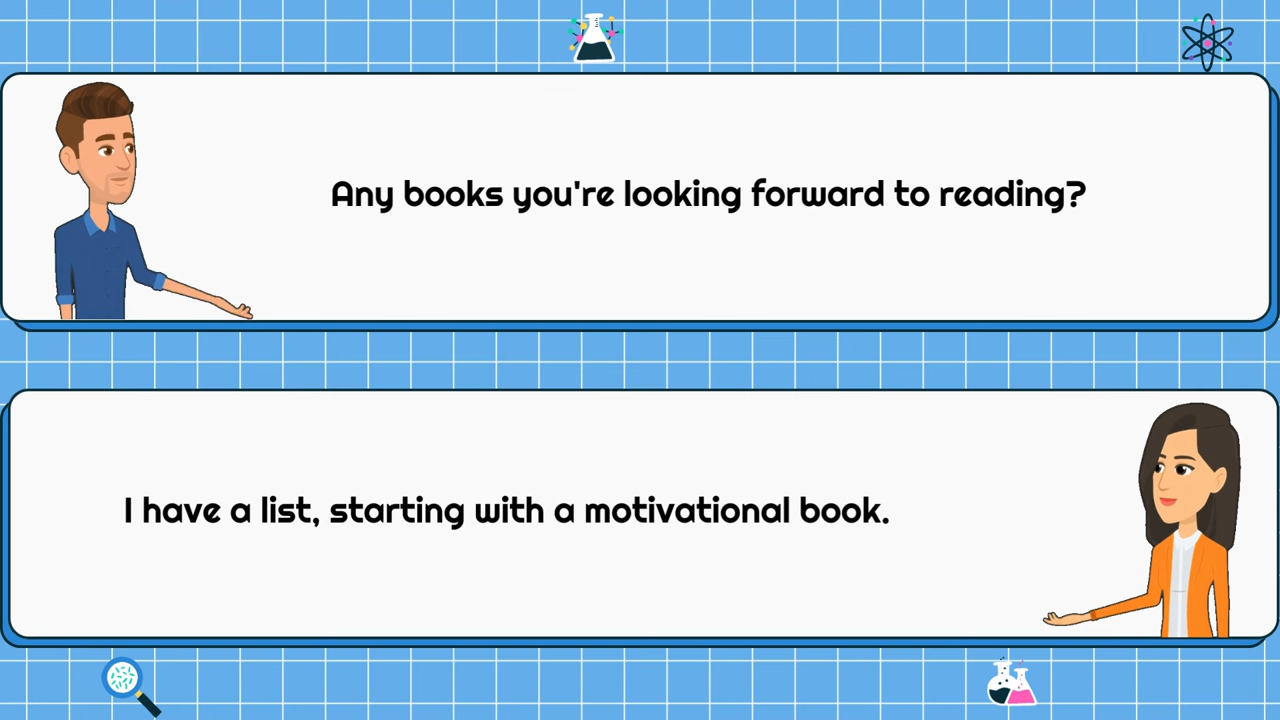 Any books you're looking forward to reading?
I have a list, starting with a motivational book.